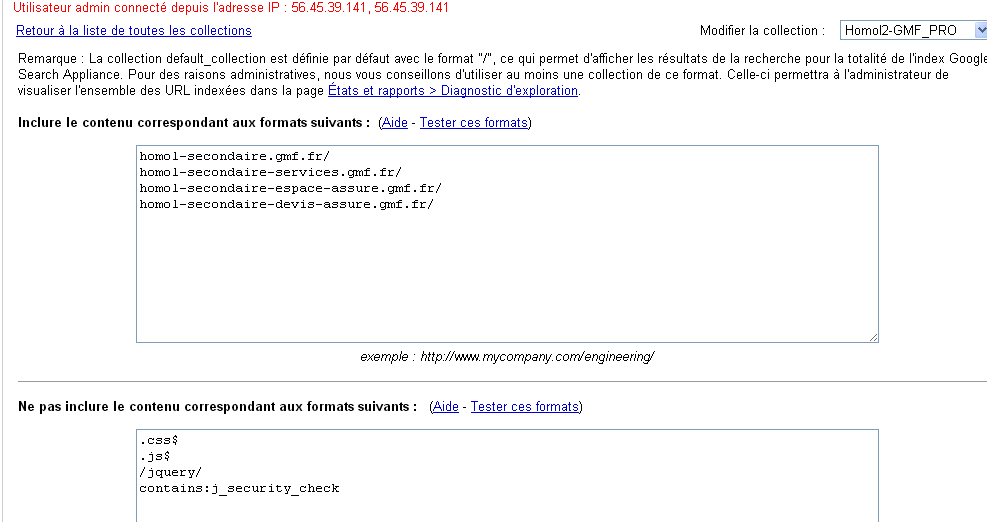 Utilisateur admin connecté depuis l'adresse IP : 56.45.39.141, 56.45.39.141
Retour à la liste de toutes les collections
Modifier la collection : Homol2-GMF_PRO
Remarque : La collection default_collection est définie par défaut avec le format "/", ce qui permet d'afficher les résultats de la recherche pour la totalité de l'index Google
Search Appliance. Pour des raisons administratives, nous vous conseillons d'utiliser au moins une collection de ce format. Celle-ci permettra à l'administrateur de
visualiser l'ensemble des URL indexées dans la page États et rapports > Diagnostic d'exploration.
Inclure le contenu correspondant aux formats suivants : (Aide - Tester ces formats)
homol-secondaire.gmf.fr/
homol-secondaire-services.gmf.fr/
homol-secondaire-espace-assure.gmf.fr/
homol-secondaire-devis-assure.gmf.fr/
exemple : http://www.mycompany.com/engineering/
Ne pas inclure le contenu correspondant aux formats suivants : (Aide - Tester ces formats)
.css$
.js$
/jquery/
contains:j_security_check